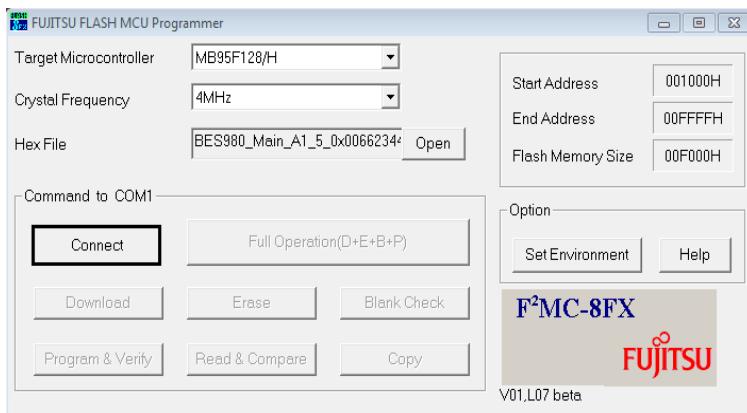 FUJITSU FLASH MCU Programmer
Target Microcontroller MB95F128/H
Crystal Frequency 4MHz
Hex File BES980_Main_A1_5_0x00662344 Open
Start Address 001000H
End Address 00FFFFH
Flash Memory Size 00F000H
Command to COM1
Connect Full Operation(D+E+B+P)
Download Erase Blank Check
Program & Verify Read & Compare Copy
Option
Set Environment Help
F²MC-8FX
FUJITSU
V01,L07 beta